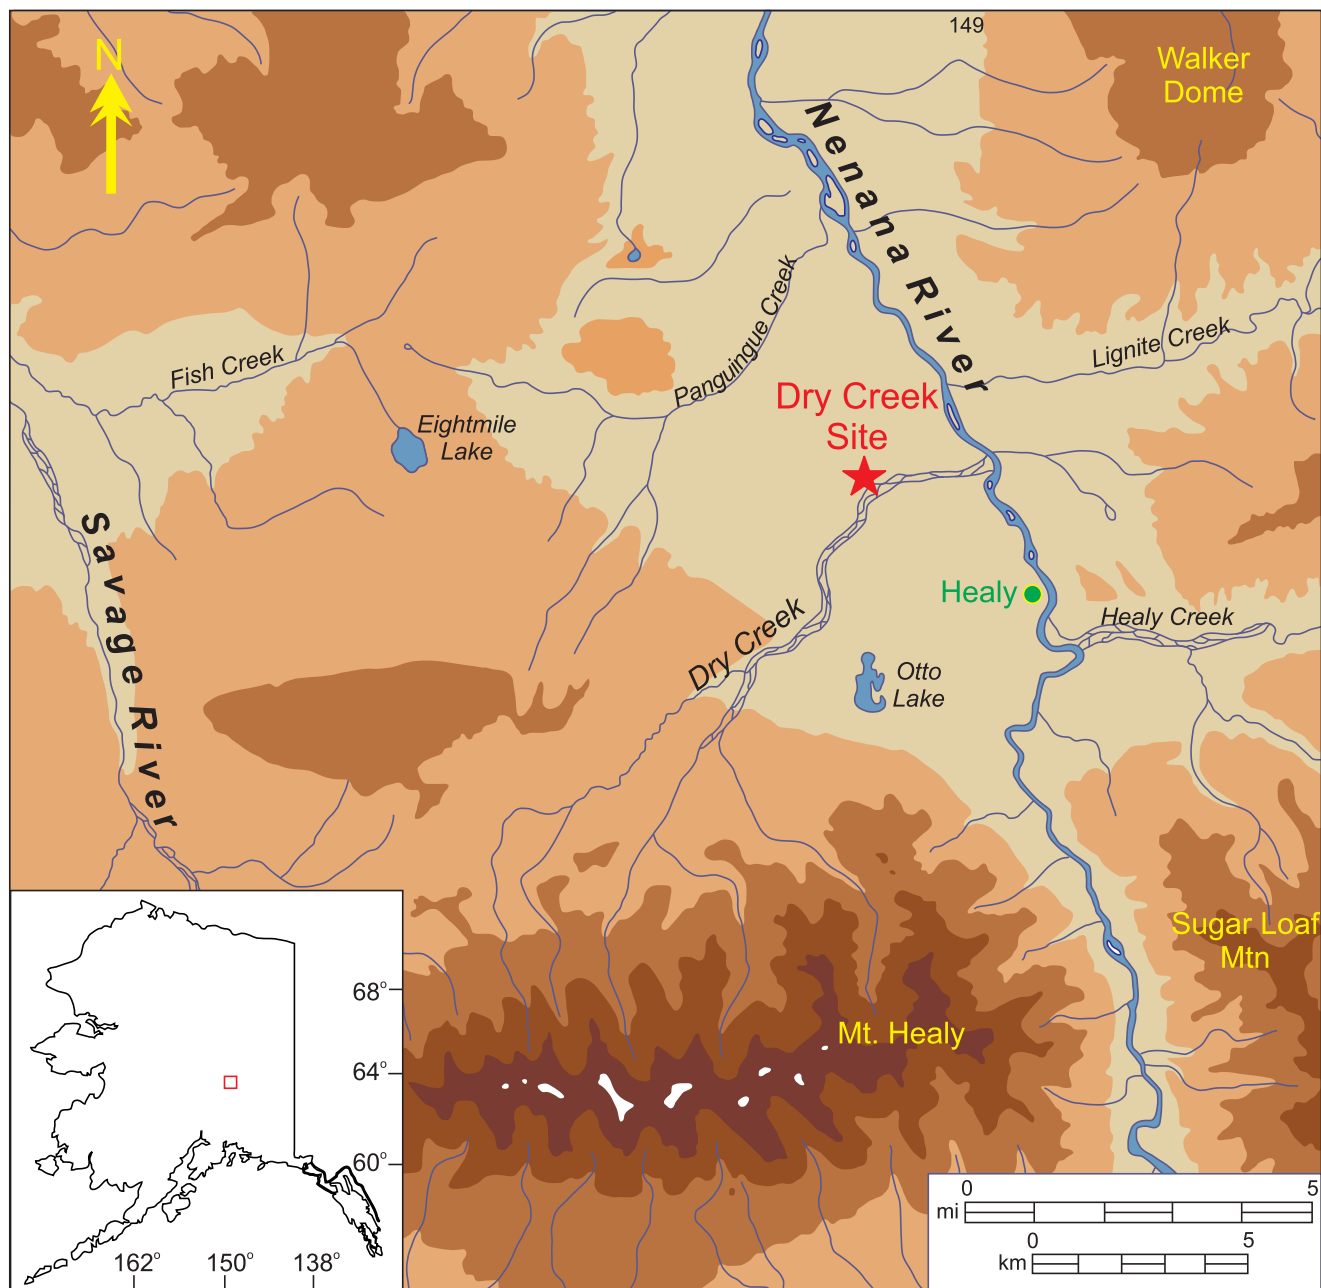 149
N
Walker
Dome
Nenana River
Panguingue Creek
Fish Creek
Lignite Creek
Dry Creek
Site
Eightmile
Lake
Savage River
Healy
Healy Creek
Dry Creek
Otto
Lake
Sugar Loaf
Mtn
Mt. Healy
68°
64°
60°
162° 150° 138°
0 5
mi
0 5
km